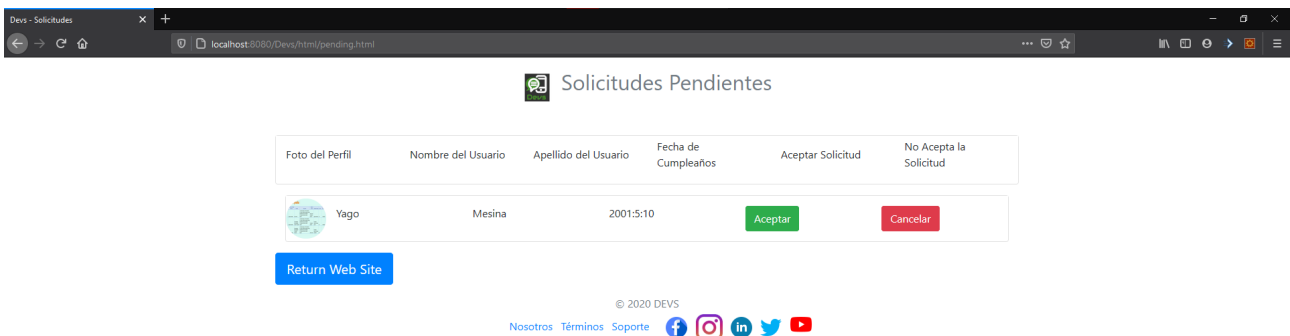 Devs - Solicitudes
localhost:8080/Devs/html/pending.html
Devs
Solicitudes Pendientes
Foto del Perfil Nombre del Usuario Apellido del Usuario Fecha de Cumpleaños Aceptar Solicitud No Acepta la Solicitud
Yago Mesina 2001:5:10 Aceptar Cancelar
Return Web Site
© 2020 DEVS
Nosotros Términos Soporte